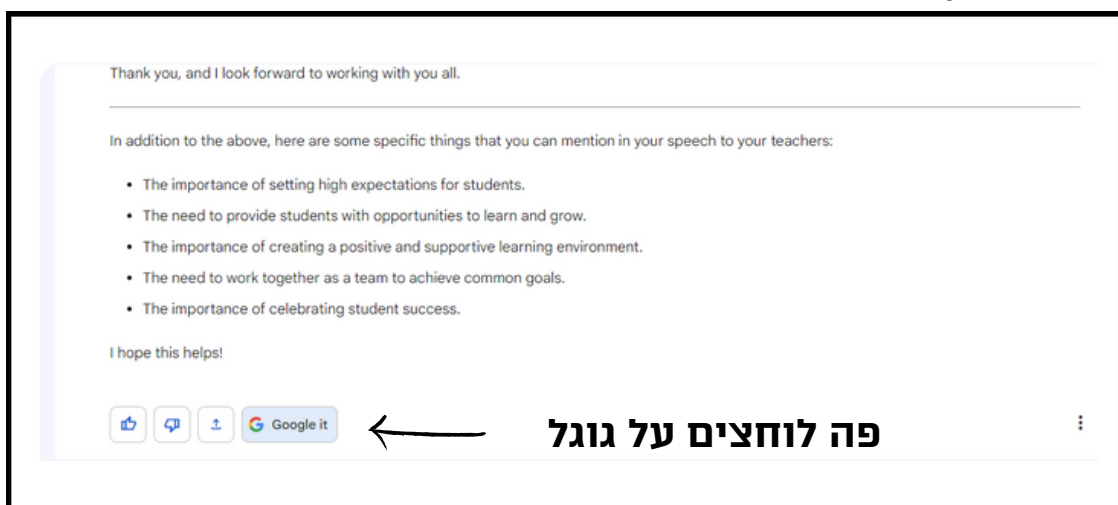 Thank you, and I look forward to working with you all.
In addition to the above, here are some specific things that you can mention in your speech to your teachers:
• The importance of setting high expectations for students.
• The need to provide students with opportunities to learn and grow.
• The importance of creating a positive and supportive learning environment.
• The need to work together as a team to achieve common goals.
• The importance of celebrating student success.
I hope this helps!
Google it
פה לוחצים על גוגל